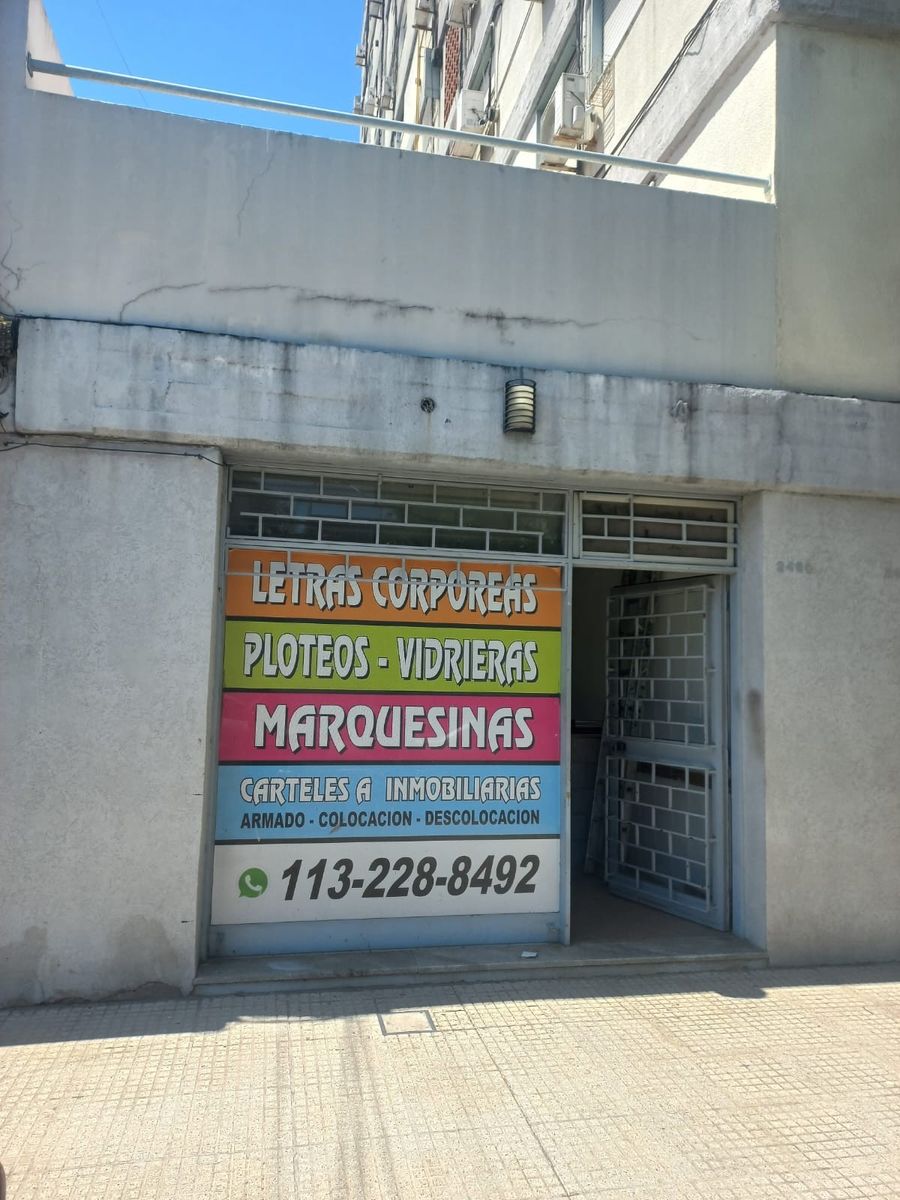 LETRAS CORPOREAS
PLOTEOS - VIDRIERAS
MARQUESINAS
CARTELES A INMOBILIARIAS
ARMADO - COLOCACION - DESCOLOCACION
113-228-8492